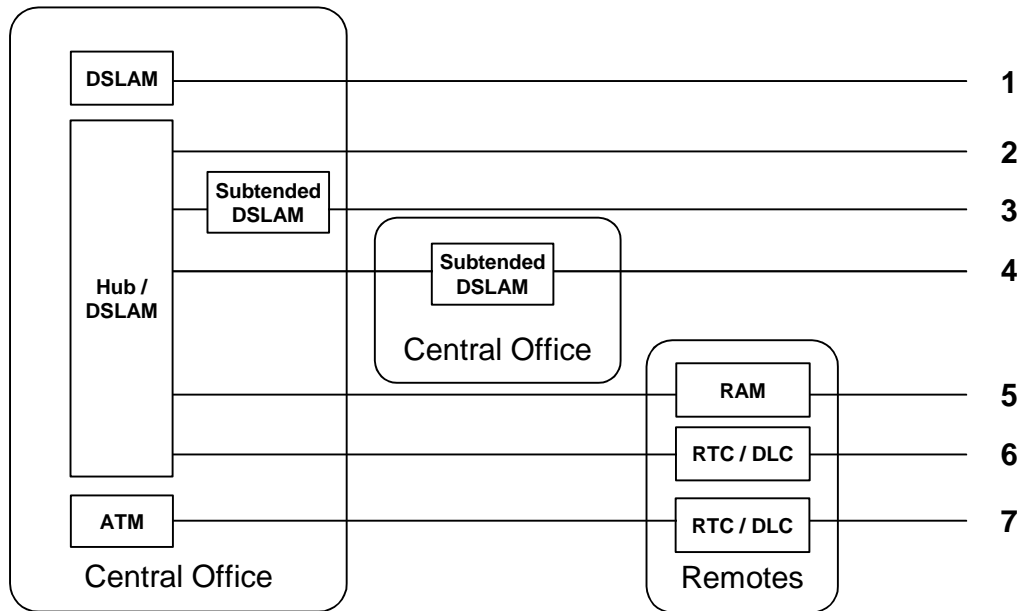 DSLAM
1
2
Subtended
DSLAM
3
Subtended
DSLAM
4
Hub /
DSLAM
Central Office
RAM
5
RTC / DLC
6
ATM
RTC / DLC
7
Central Office
Remotes